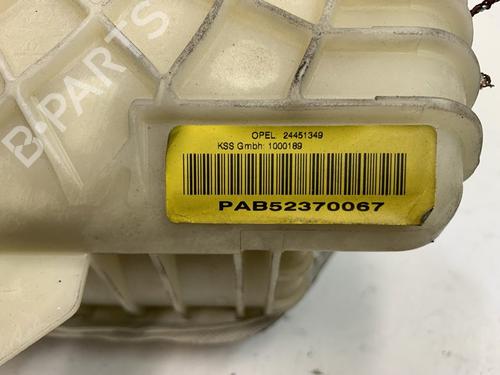 B-PARTS
OPEL 24451349
KSS Gmbh: 1000189
PAB52370067